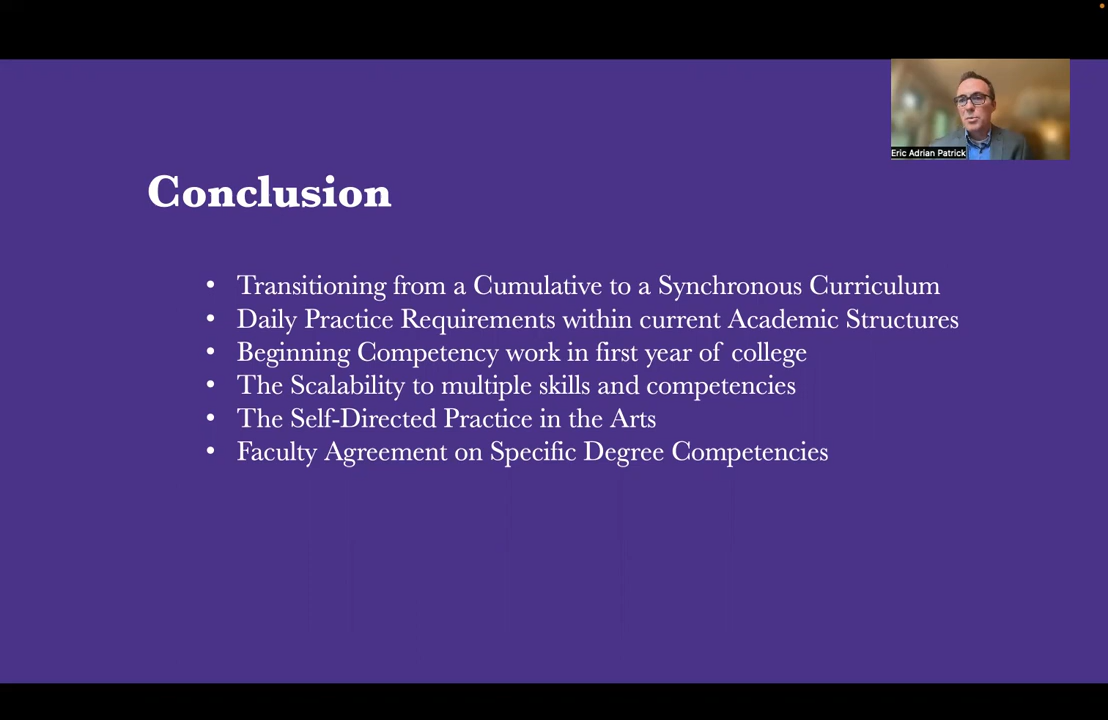 Eric Adrian Patrick
Conclusion
• Transitioning from a Cumulative to a Synchronous Curriculum
• Daily Practice Requirements within current Academic Structures
• Beginning Competency work in first year of college
• The Scalability to multiple skills and competencies
• The Self-Directed Practice in the Arts
• Faculty Agreement on Specific Degree Competencies